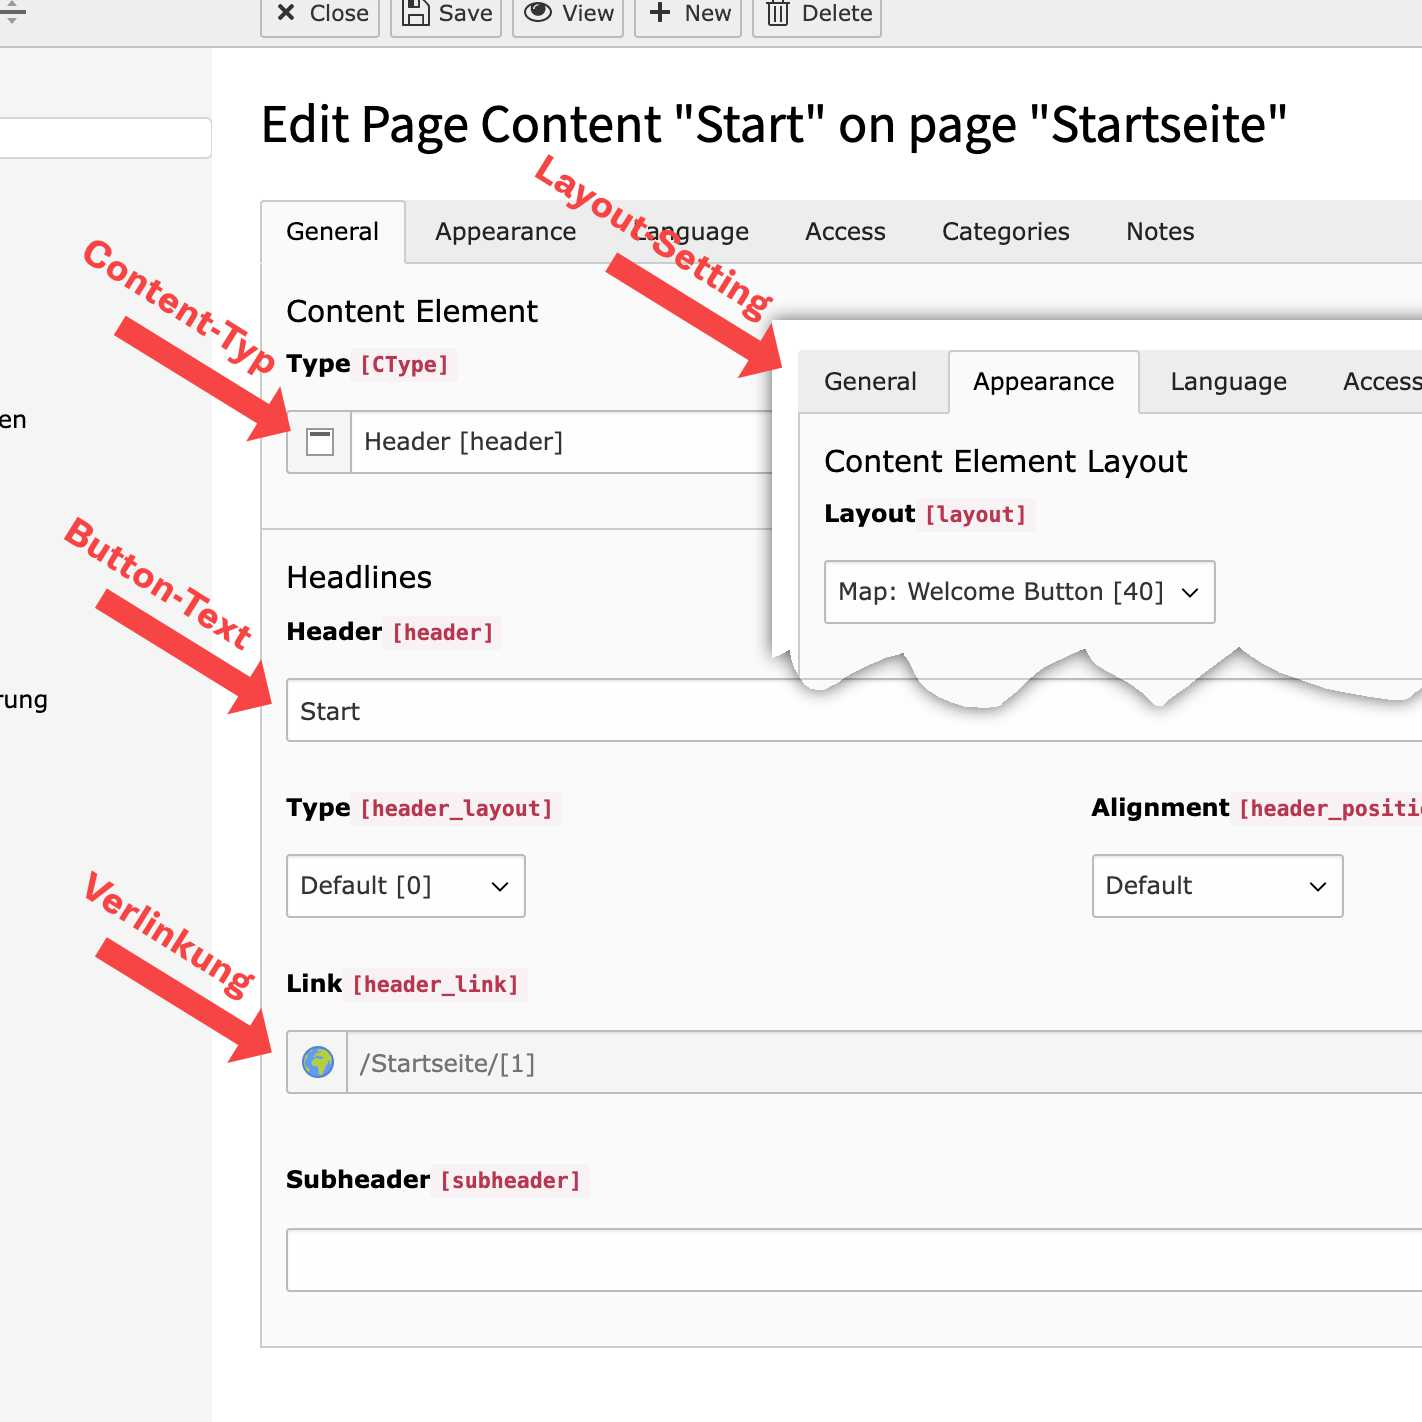 Close Save View New Delete
Edit Page Content "Start" on page "Startseite"
Layout-Setting
General Appearance Language Access Categories Notes
Content-Typ
Content Element
Type [CType]
Header [header]
General Appearance Language Access
Content Element Layout
Layout [layout]
Map: Welcome Button [40]
en
Button-Text
Headlines
Header [header]
rung
Start
Type [header_layout]
Alignment [header_positi
Default [0]
Default
Verlinkung
Link [header_link]
/Startseite/[1]
Subheader [subheader]